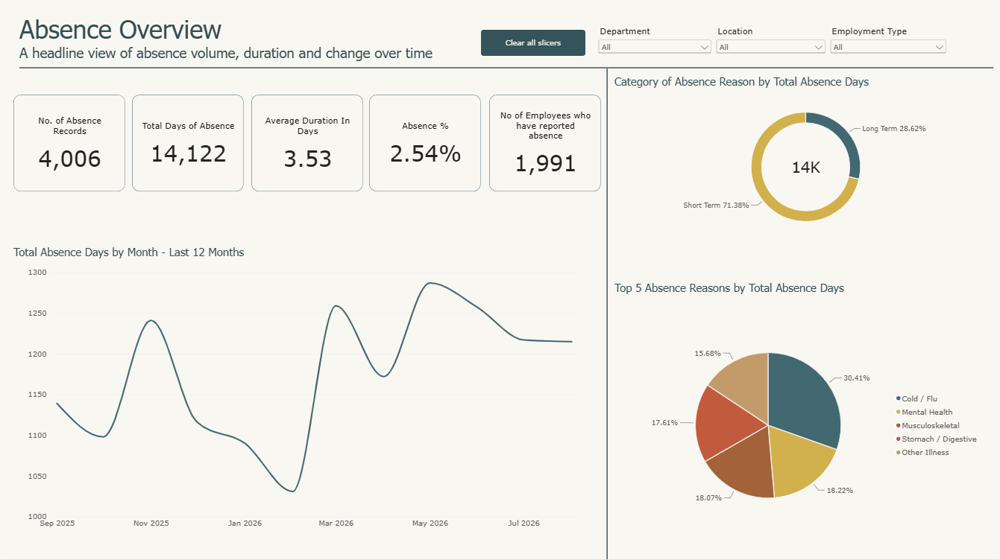 Absence Overview
A headline view of absence volume, duration and change over time
Clear all slicers
Department
All
Location
All
Employment Type
All
No. of Absence
Records
4,006
Total Days of Absence
14,122
Average Duration In
Days
3.53
Absence %
2.54%
No of Employees who
have reported
absence
1,991
Total Absence Days by Month - Last 12 Months
1300
1250
1200
1150
1100
1050
1000
Sep 2025
Nov 2025
Jan 2026
Mar 2026
May 2026
Jul 2026
Category of Absence Reason by Total Absence Days
Long Term 28.62%
14K
Short Term 71.38%
Top 5 Absence Reasons by Total Absence Days
15.68%
30.41%
17.61%
18.07%
18.22%
Cold / Flu
Mental Health
Musculoskeletal
Stomach / Digestive
Other Illness